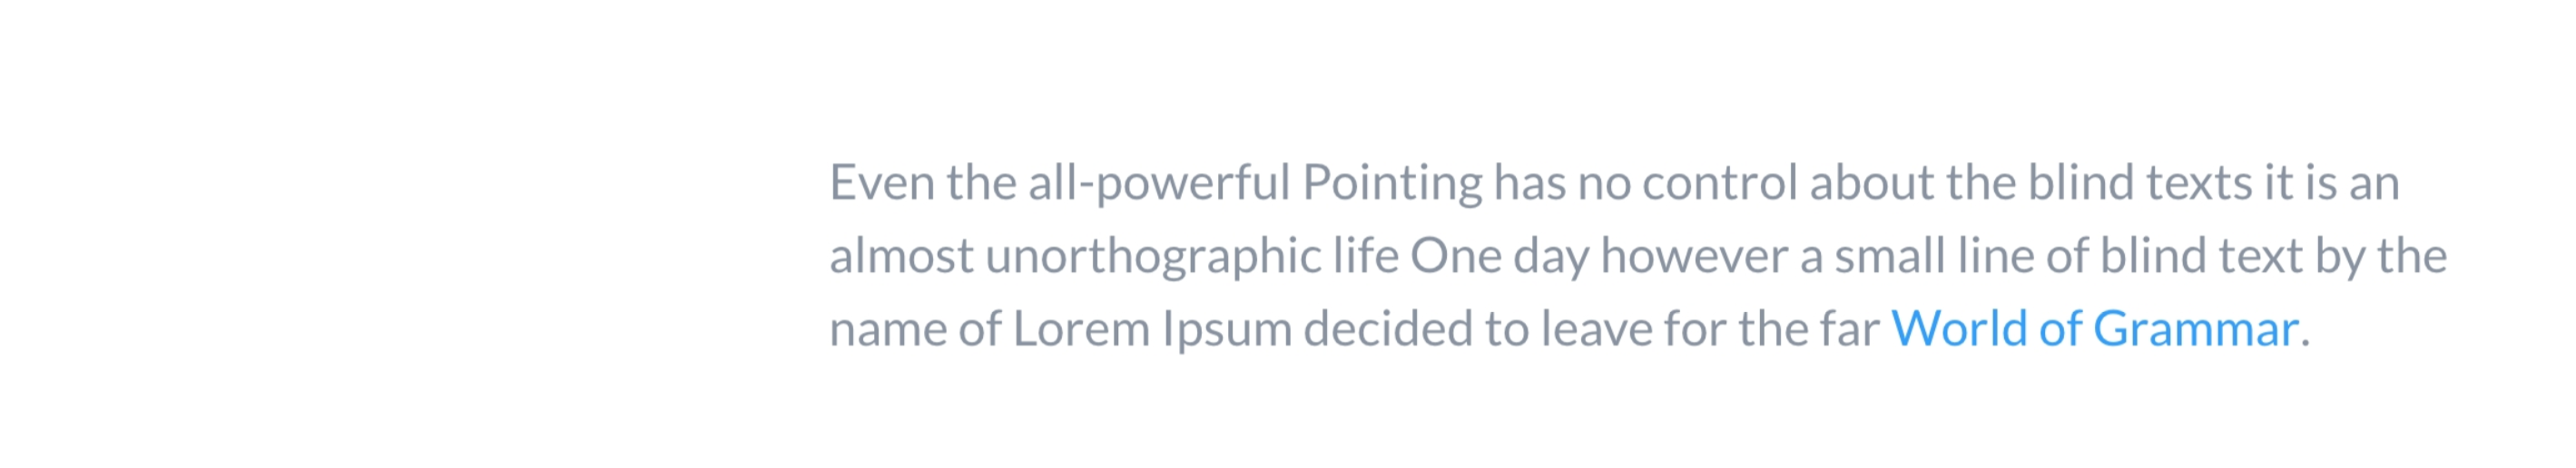 Even the all-powerful Pointing has no control about the blind texts it is an
almost unorthographic life One day however a small line of blind text by the
name of Lorem Ipsum decided to leave for the far World of Grammar.